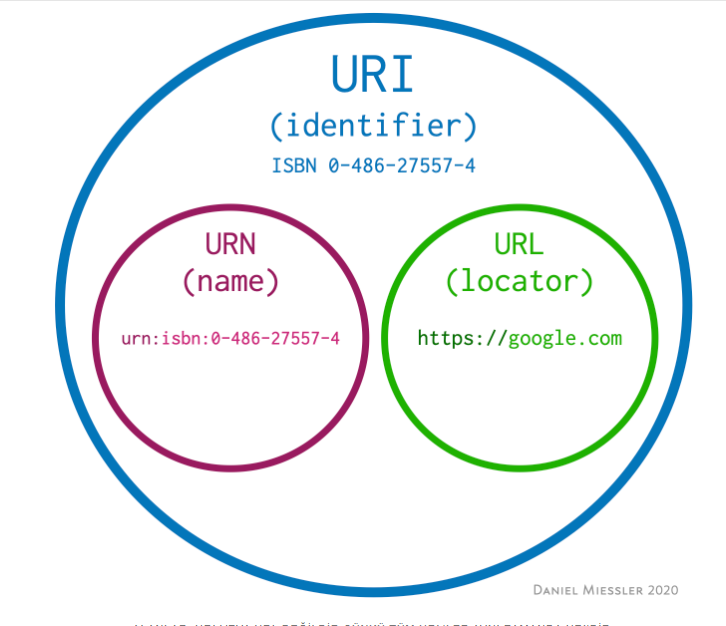 URI
(identifier)
ISBN 0-486-27557-4
URN
(name)
urn:isbn:0-486-27557-4
URL
(locator)
https://google.com
DANIEL MIESSLER 2020